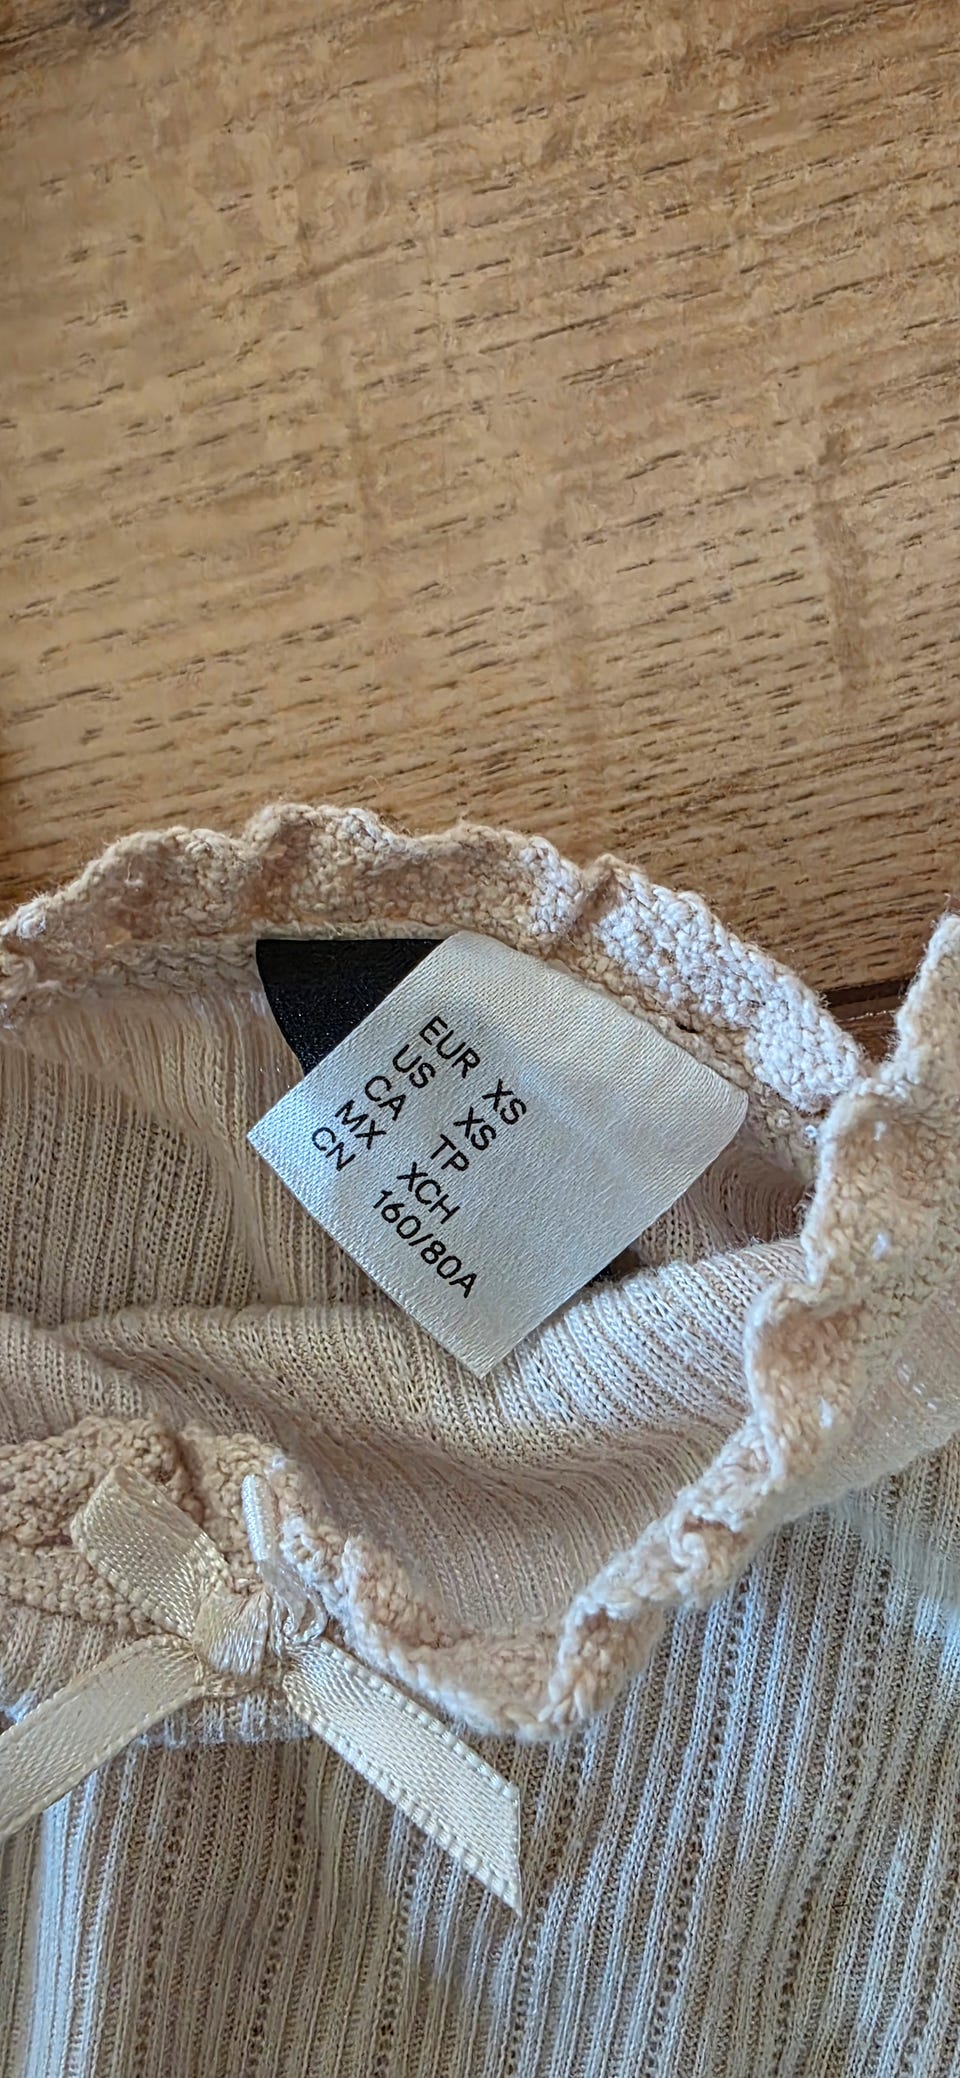 EUR XS
US XS
CA TP
MX XCH
CN 160/80A